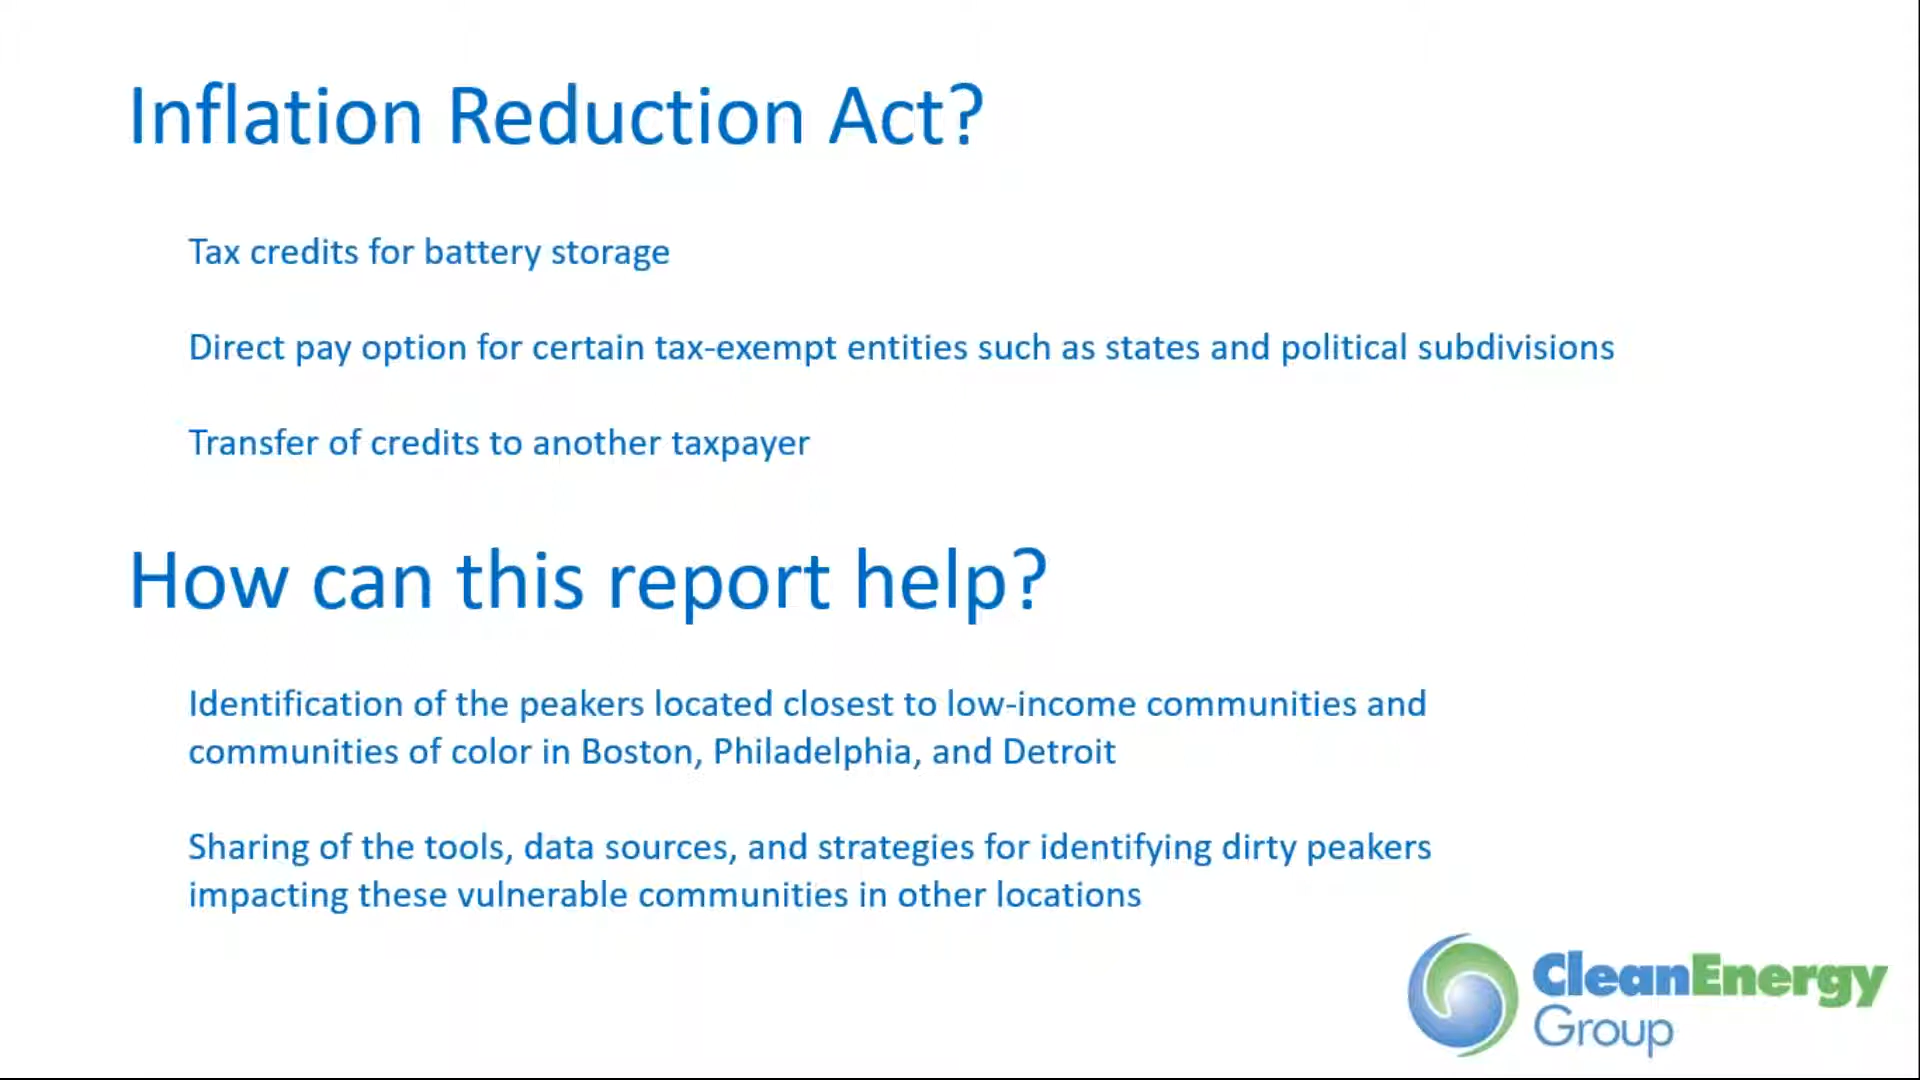 Inflation Reduction Act?
Tax credits for battery storage
Direct pay option for certain tax-exempt entities such as states and political subdivisions
Transfer of credits to another taxpayer
How can this report help?
Identification of the peakers located closest to low-income communities and
communities of color in Boston, Philadelphia, and Detroit
Sharing of the tools, data sources, and strategies for identifying dirty peakers
impacting these vulnerable communities in other locations
CleanEnergy
Group